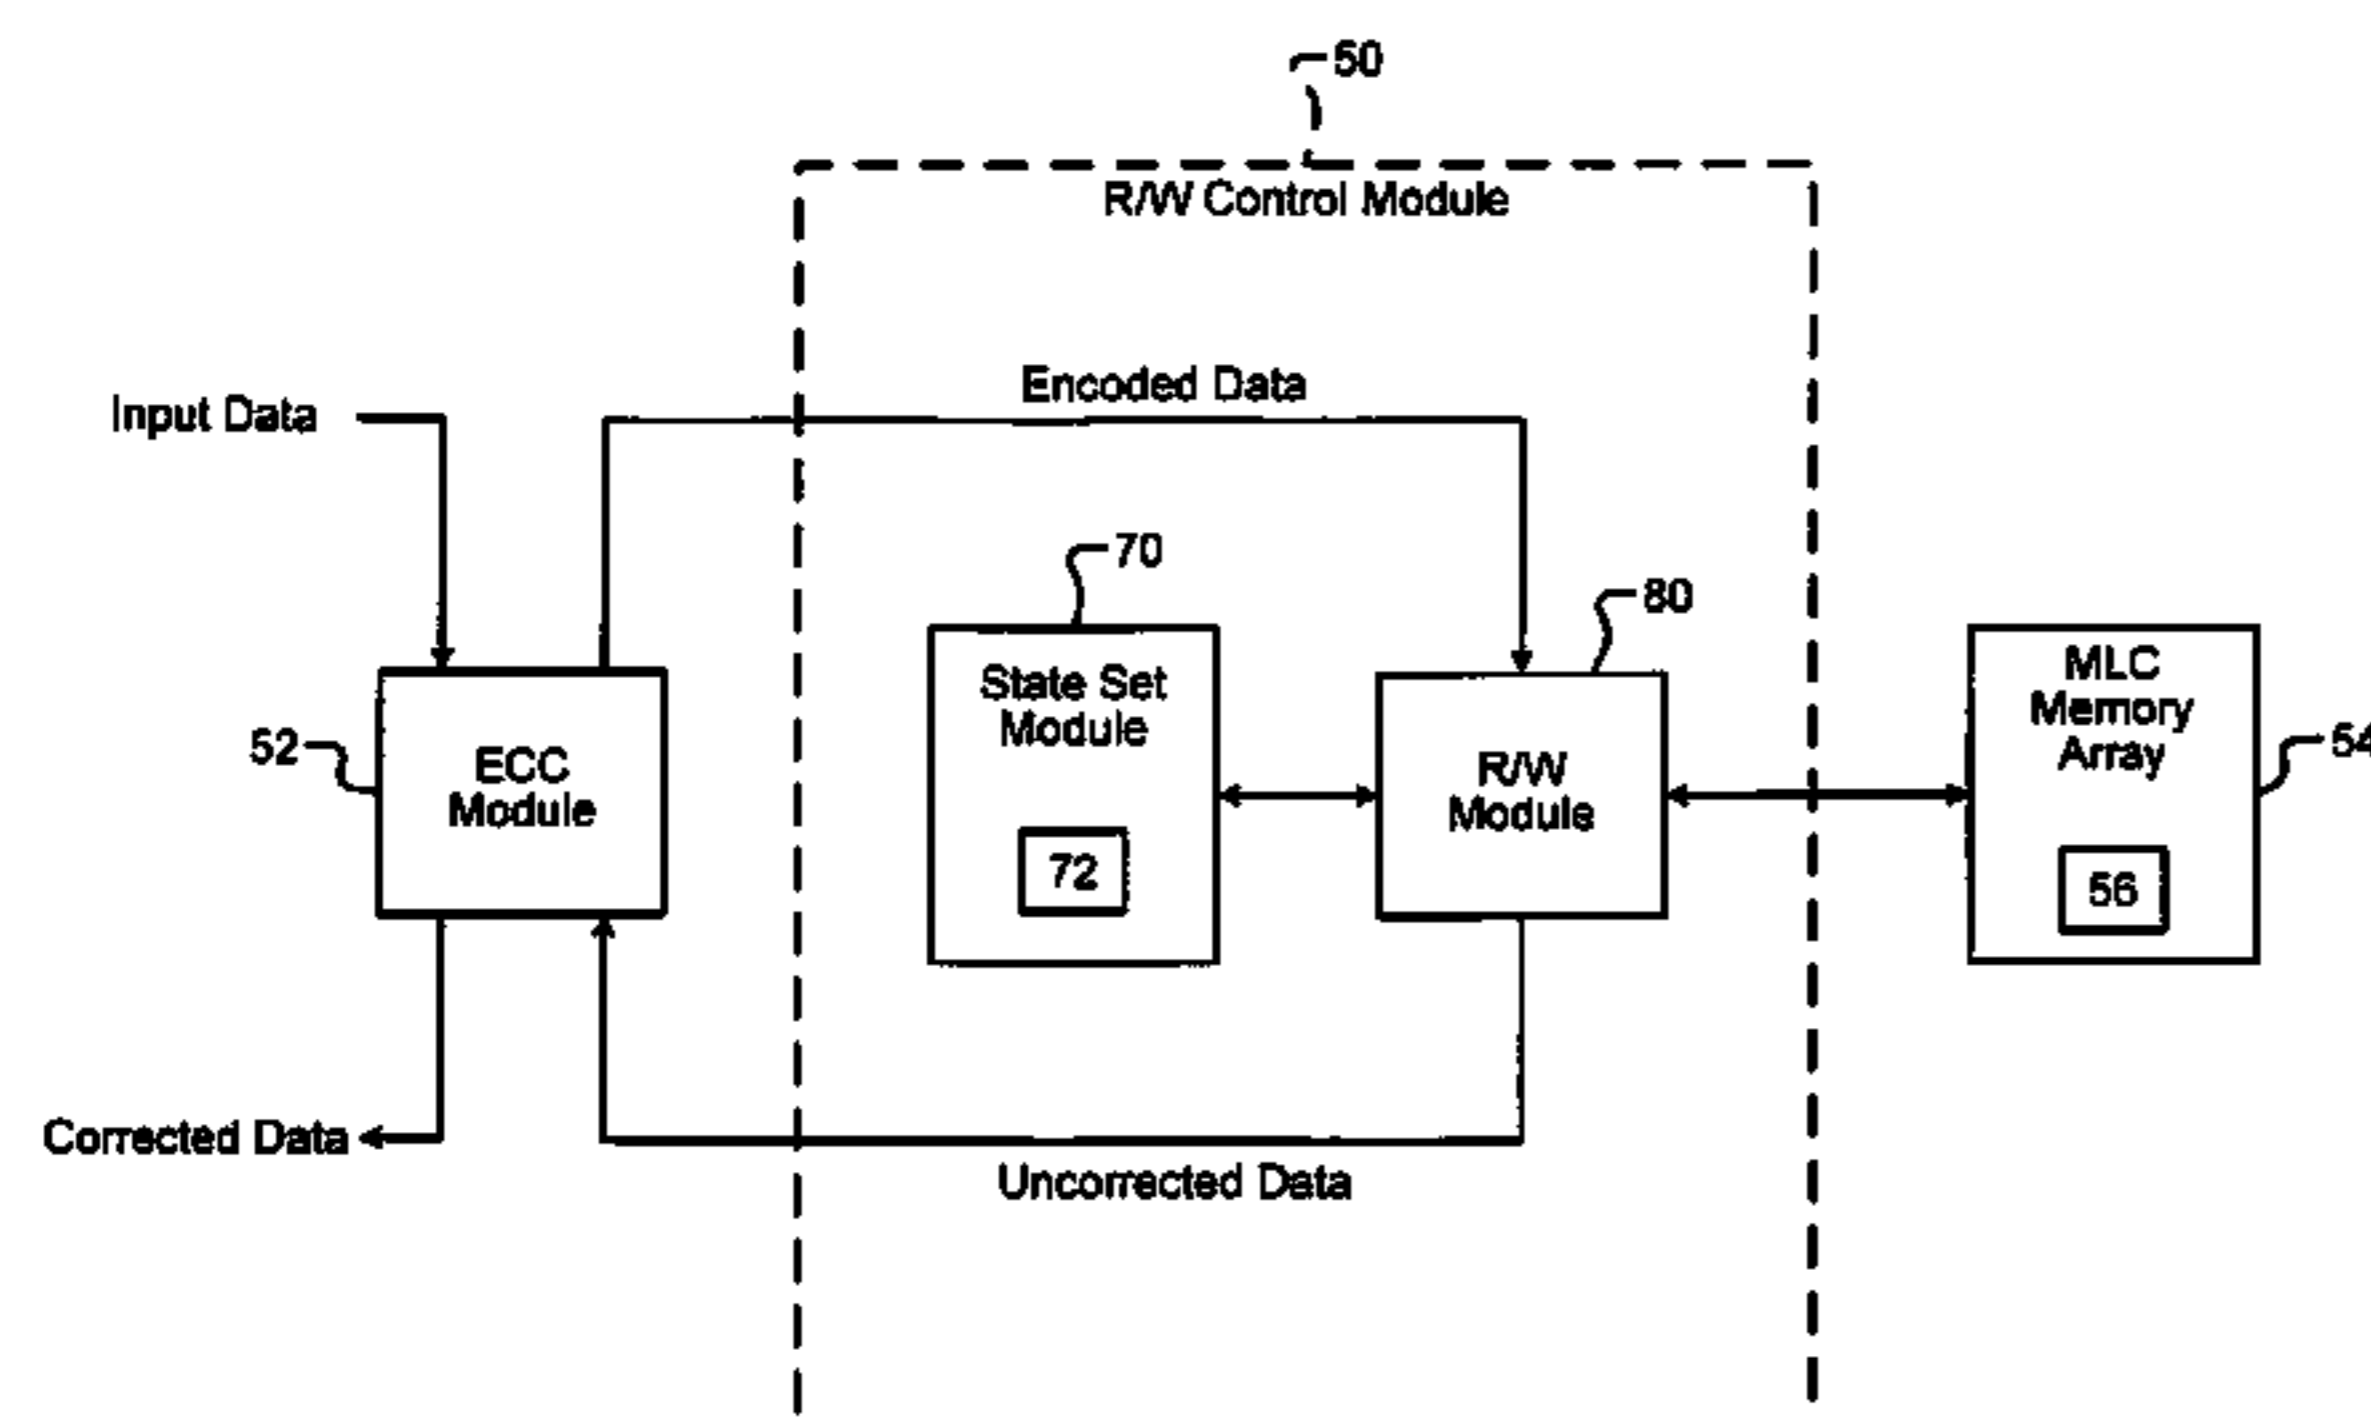 50
R/W Control Module
Encoded Data
Input Data
70
80
State Set
Module
MLC
Memory
Array
52
ECC
Module
R/W
Module
54
72
56
Corrected Data
Uncorrected Data